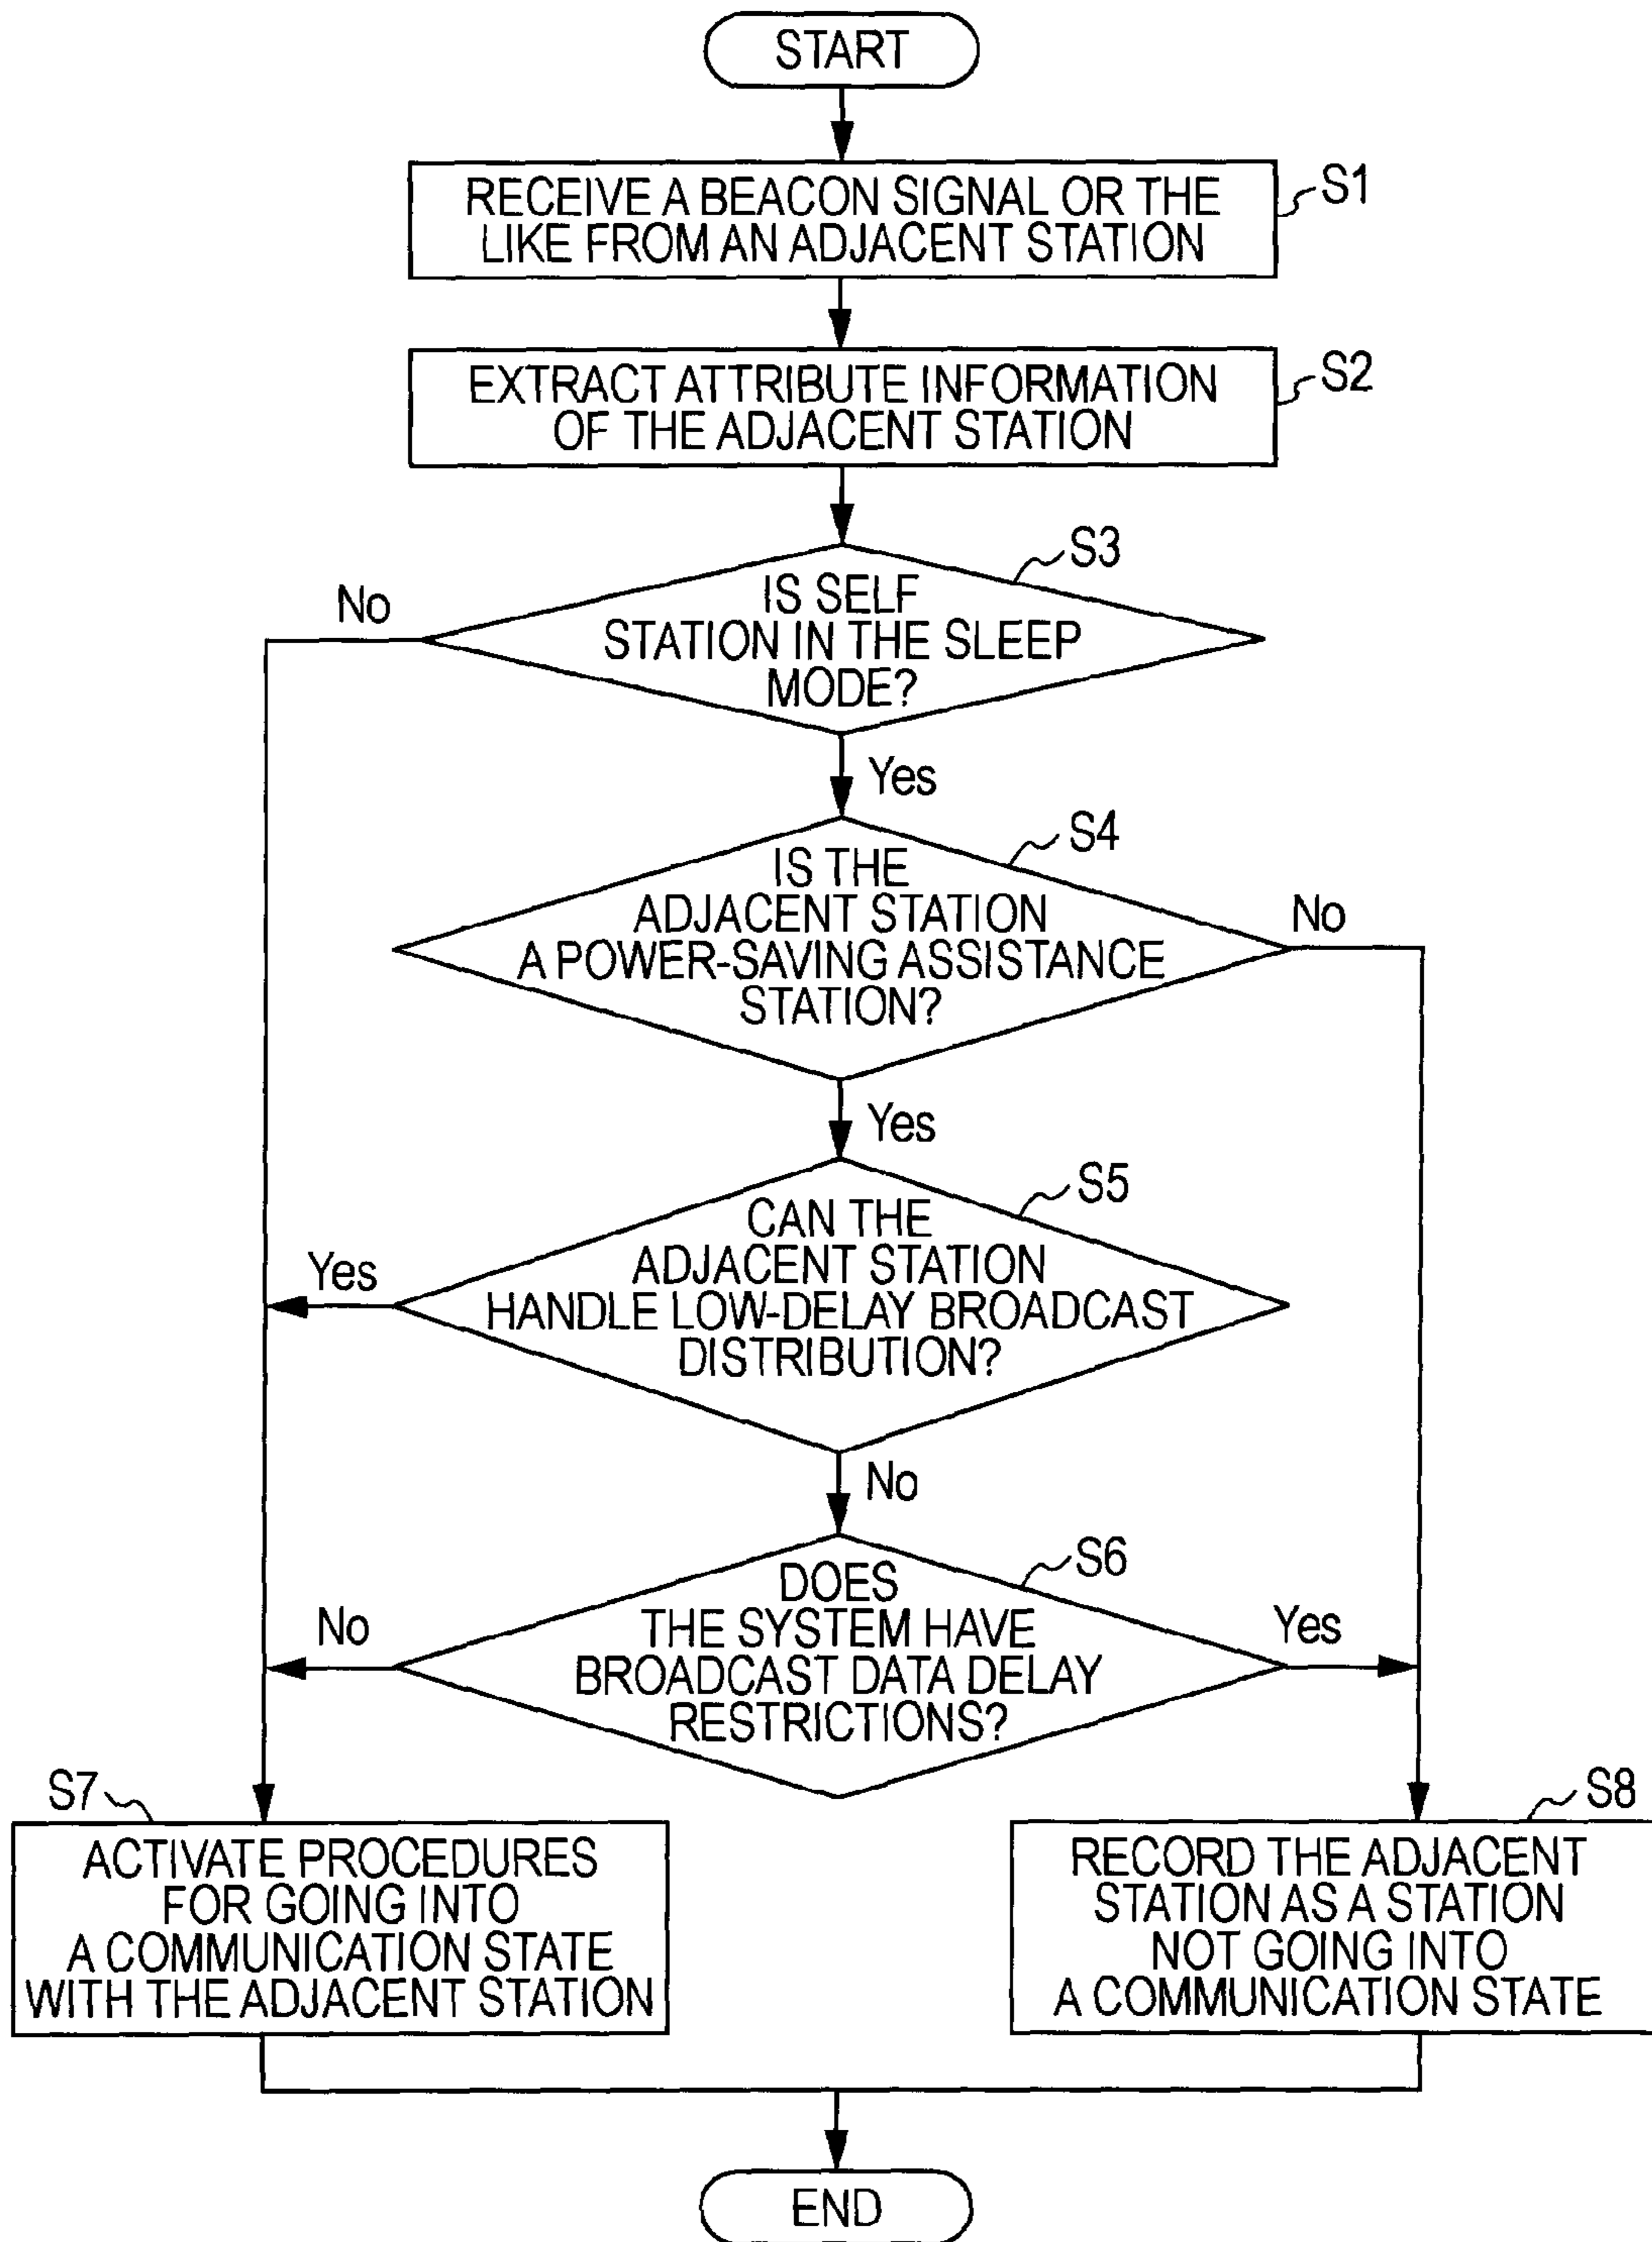 START
RECEIVE A BEACON SIGNAL OR THE
LIKE FROM AN ADJACENT STATION
S1
EXTRACT ATTRIBUTE INFORMATION
OF THE ADJACENT STATION
S2
S3
IS SELF
STATION IN THE SLEEP
MODE?
No
Yes
S4
IS THE
ADJACENT STATION
A POWER-SAVING ASSISTANCE
STATION?
No
Yes
S5
CAN THE
ADJACENT STATION
HANDLE LOW-DELAY BROADCAST
DISTRIBUTION?
Yes
No
S6
DOES
THE SYSTEM HAVE
BROADCAST DATA DELAY
RESTRICTIONS?
No
Yes
S7
ACTIVATE PROCEDURES
FOR GOING INTO
A COMMUNICATION STATE
WITH THE ADJACENT STATION
S8
RECORD THE ADJACENT
STATION AS A STATION
NOT GOING INTO
A COMMUNICATION STATE
END